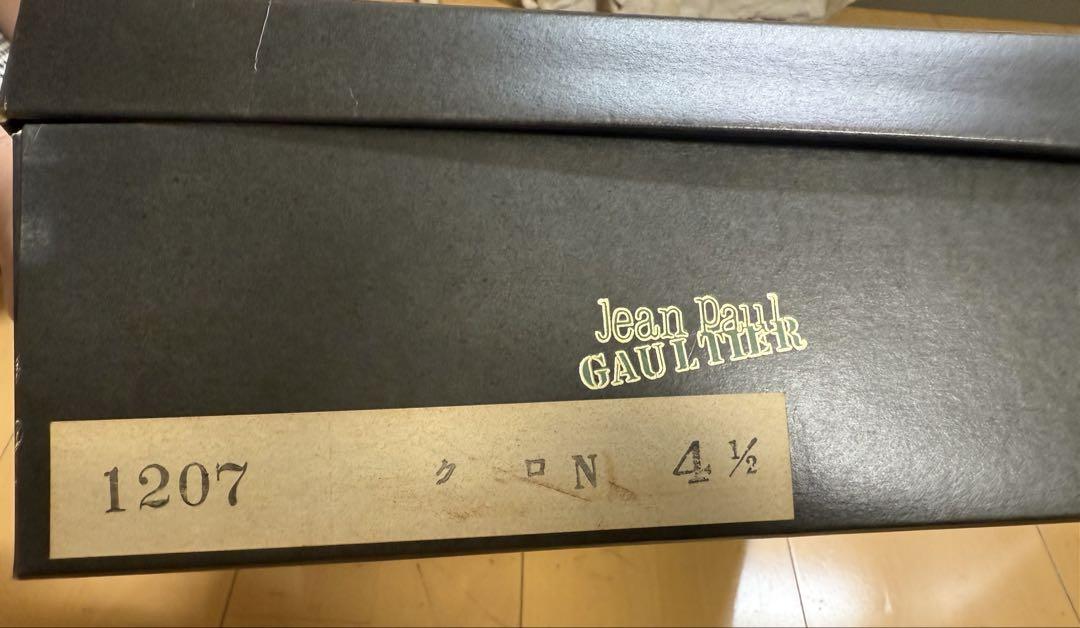 Jean Paul
GAULTIER
1207 クロN 4½